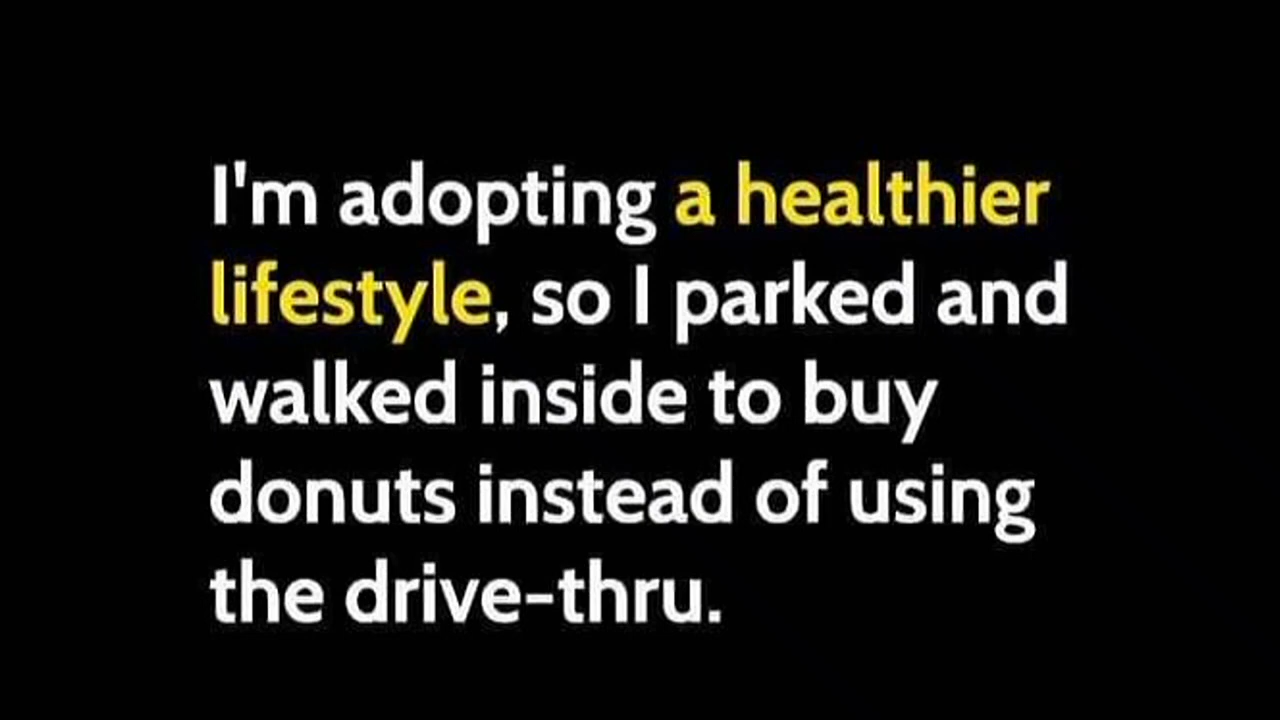 I'm adopting a healthier
lifestyle, so I parked and
walked inside to buy
donuts instead of using
the drive-thru.